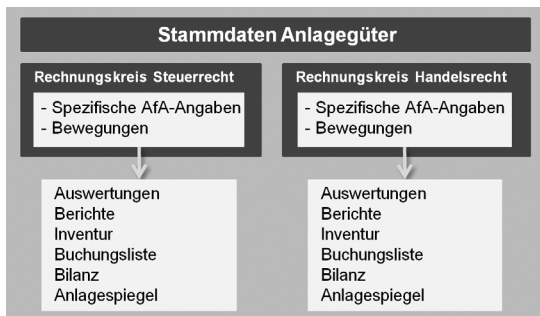 Stammdaten Anlagegüter
Rechnungskreis Steuerrecht
- Spezifische AfA-Angaben
- Bewegungen
Auswertungen
Berichte
Inventur
Buchungsliste
Bilanz
Anlagespiegel
Rechnungskreis Handelsrecht
- Spezifische AfA-Angaben
- Bewegungen
Auswertungen
Berichte
Inventur
Buchungsliste
Bilanz
Anlagespiegel